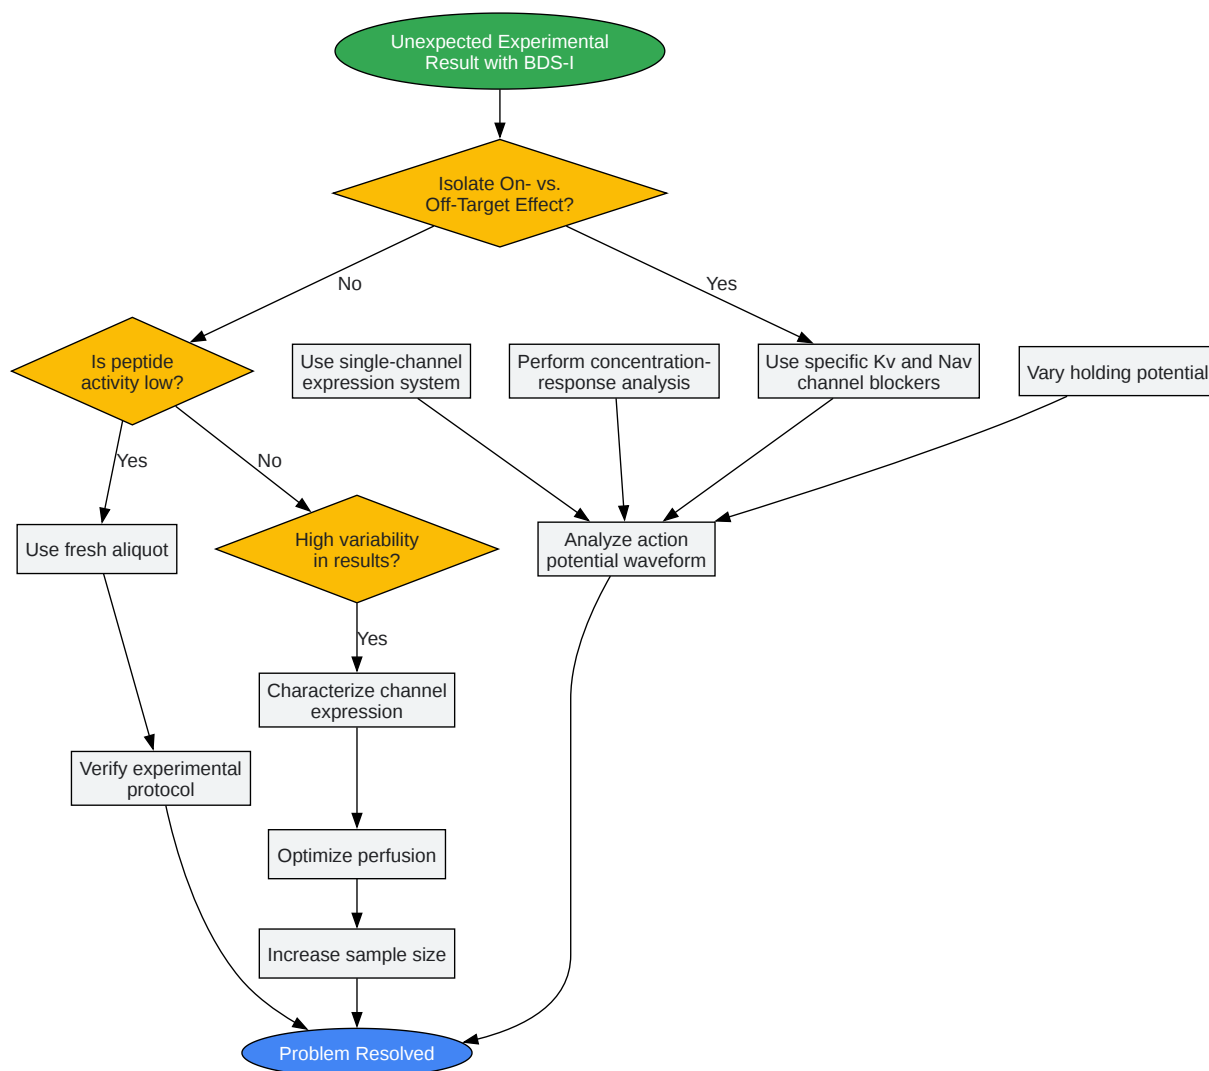 Unexpected Experimental
Result with BDS-I
Isolate On- vs.
Off-Target Effect?
No
Yes
Is peptide
activity low?
Use single-channel
expression system
Perform concentration-
response analysis
Use specific Kv and Nav
channel blockers
Vary holding potential
Yes
No
Use fresh aliquot
High variability
in results?
Analyze action
potential waveform
Yes
Characterize channel
expression
Verify experimental
protocol
Optimize perfusion
Increase sample size
Problem Resolved